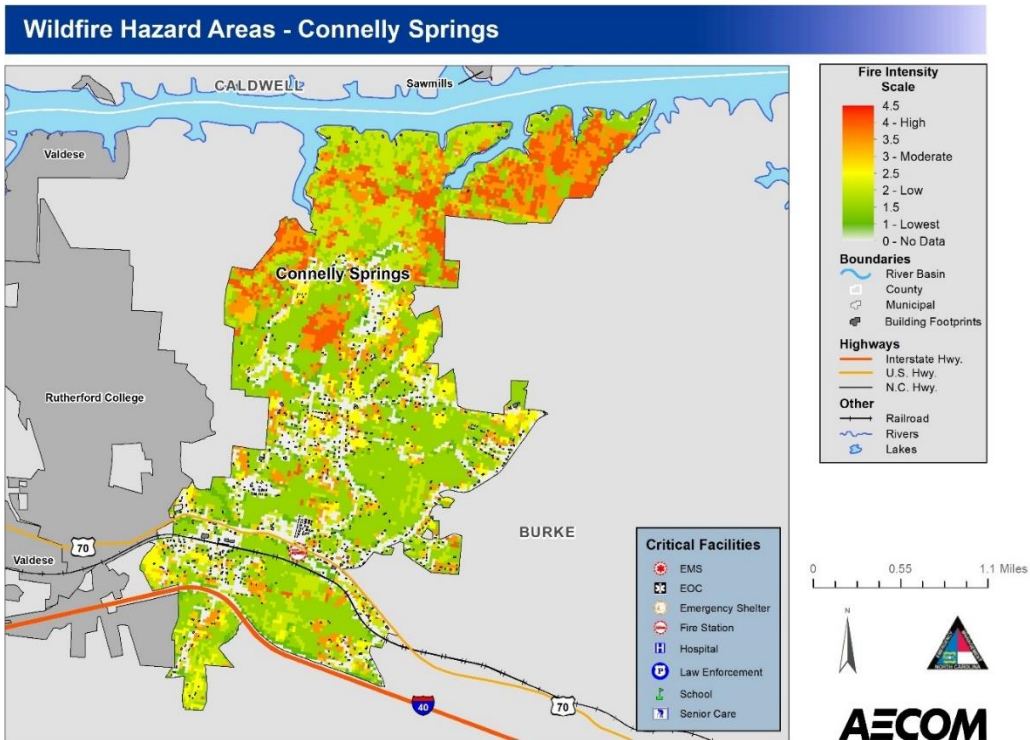 Wildfire Hazard Areas - Connelly Springs
CALDWELL
Sawmills
Valdese
Connelly Springs
Rutherford College
BURKE
70
Valdese
40
70
Fire Intensity
Scale
4.5
4 - High
3.5
3 - Moderate
2.5
2 - Low
1.5
1 - Lowest
0 - No Data
Boundaries
River Basin
County
Municipal
Building Footprints
Highways
Interstate Hwy.
U.S. Hwy.
N.C. Hwy.
Other
Railroad
Rivers
Lakes
Critical Facilities
EMS
EOC
Emergency Shelter
Fire Station
Hospital
Law Enforcement
School
Senior Care
0 0.55 1.1 Miles
N
NORTH CAROLINA
AECOM